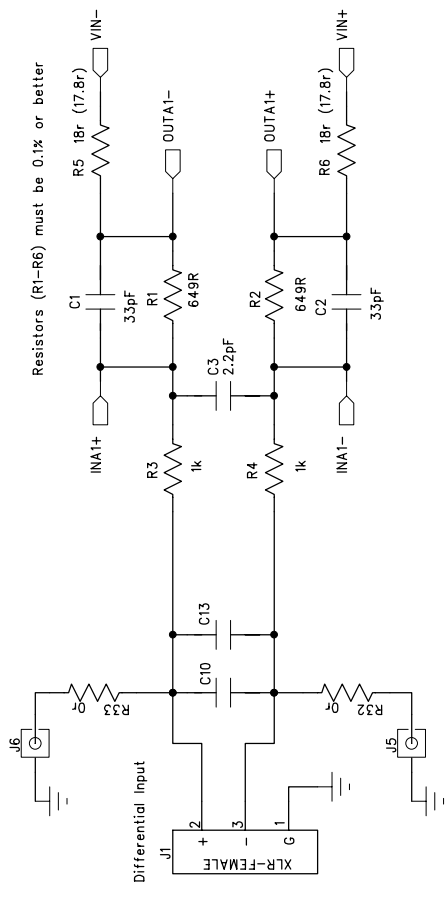 J6
Resistors (R1-R6) must be 0.1% or better
R33
0r
INA1+
C1
33pF
R5 18r (17.8r)
VIN-
Differential Input
R3
1k
R1
649R
OUTA1-
J1
XLR-FEMALE
+ 2
- 3
G 1
C10
C13
C3
2.2pF
R4
1k
R2
649R
OUTA1+
R32
0r
INA1-
C2
33pF
R6 18r (17.8r)
VIN+
J5